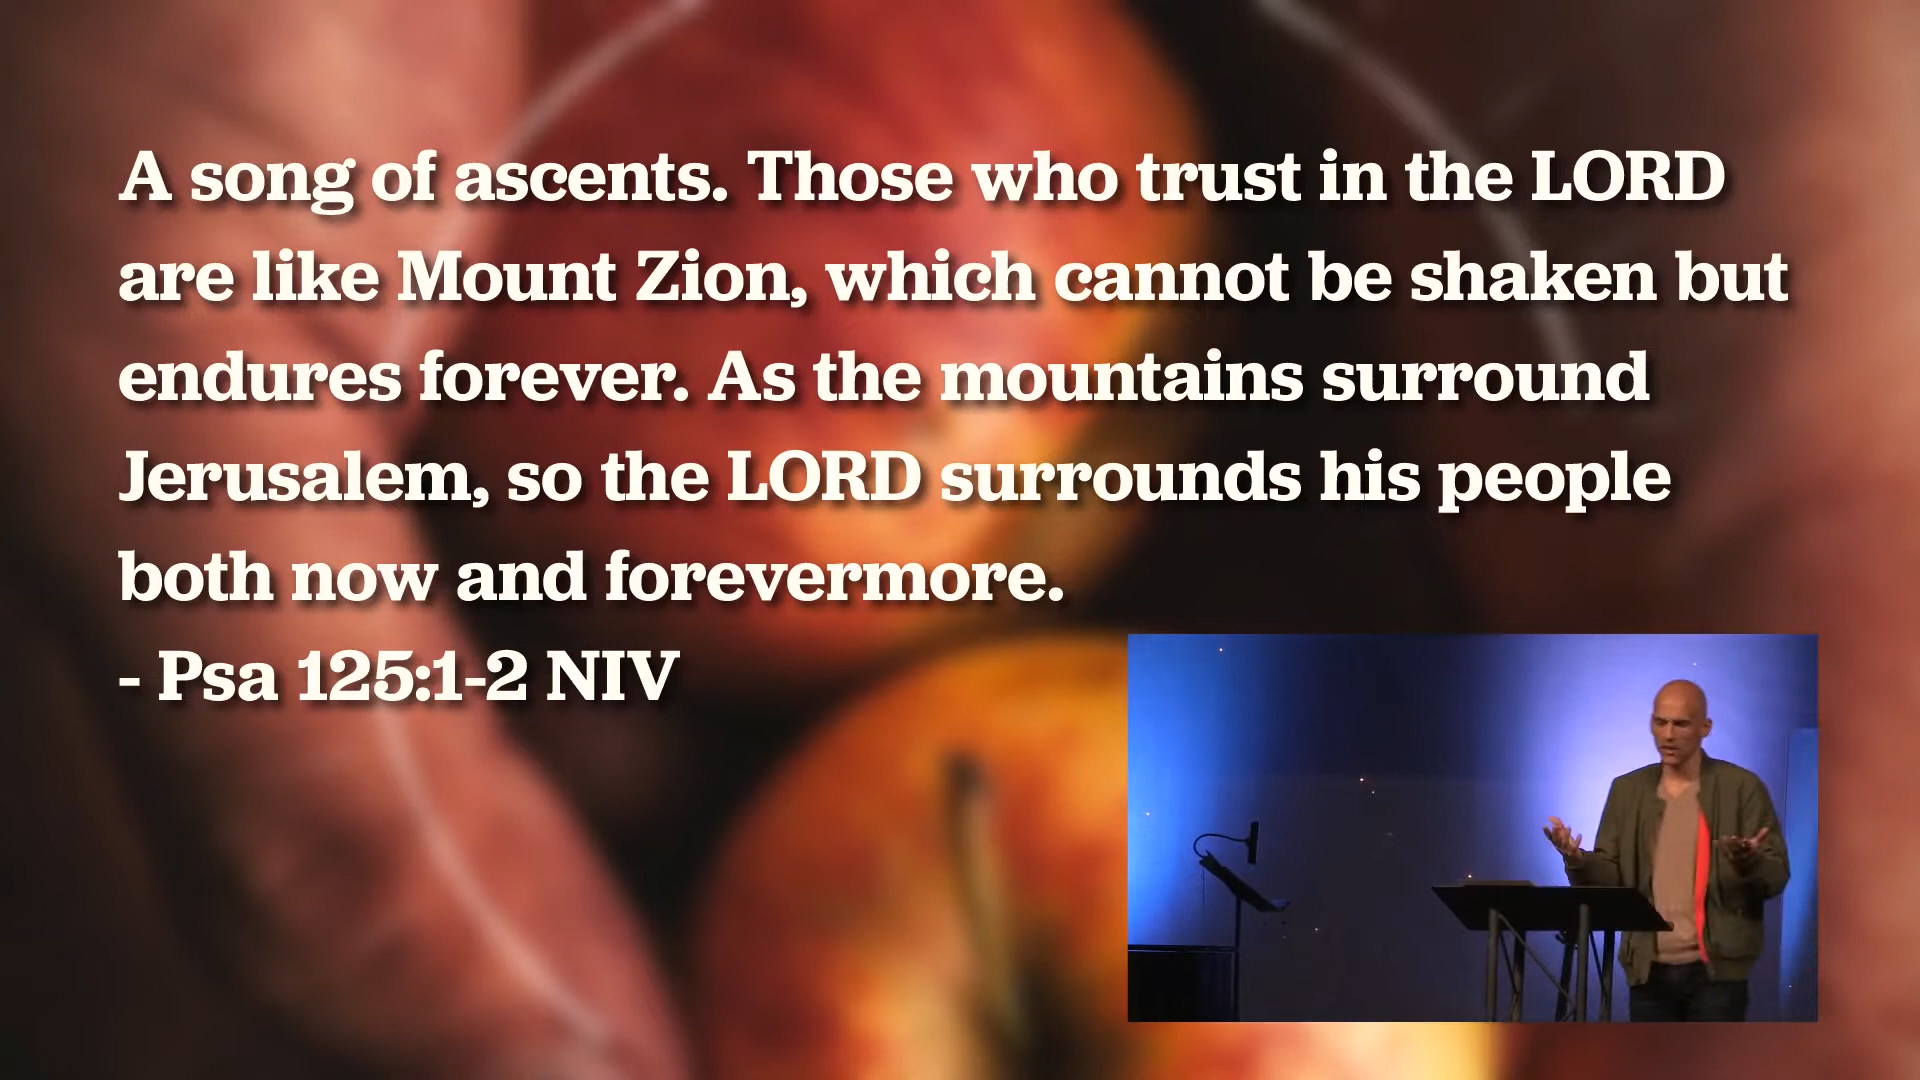 A song of ascents. Those who trust in the LORD
are like Mount Zion, which cannot be shaken but
endures forever. As the mountains surround
Jerusalem, so the LORD surrounds his people
both now and forevermore.
- Psa 125:1-2 NIV